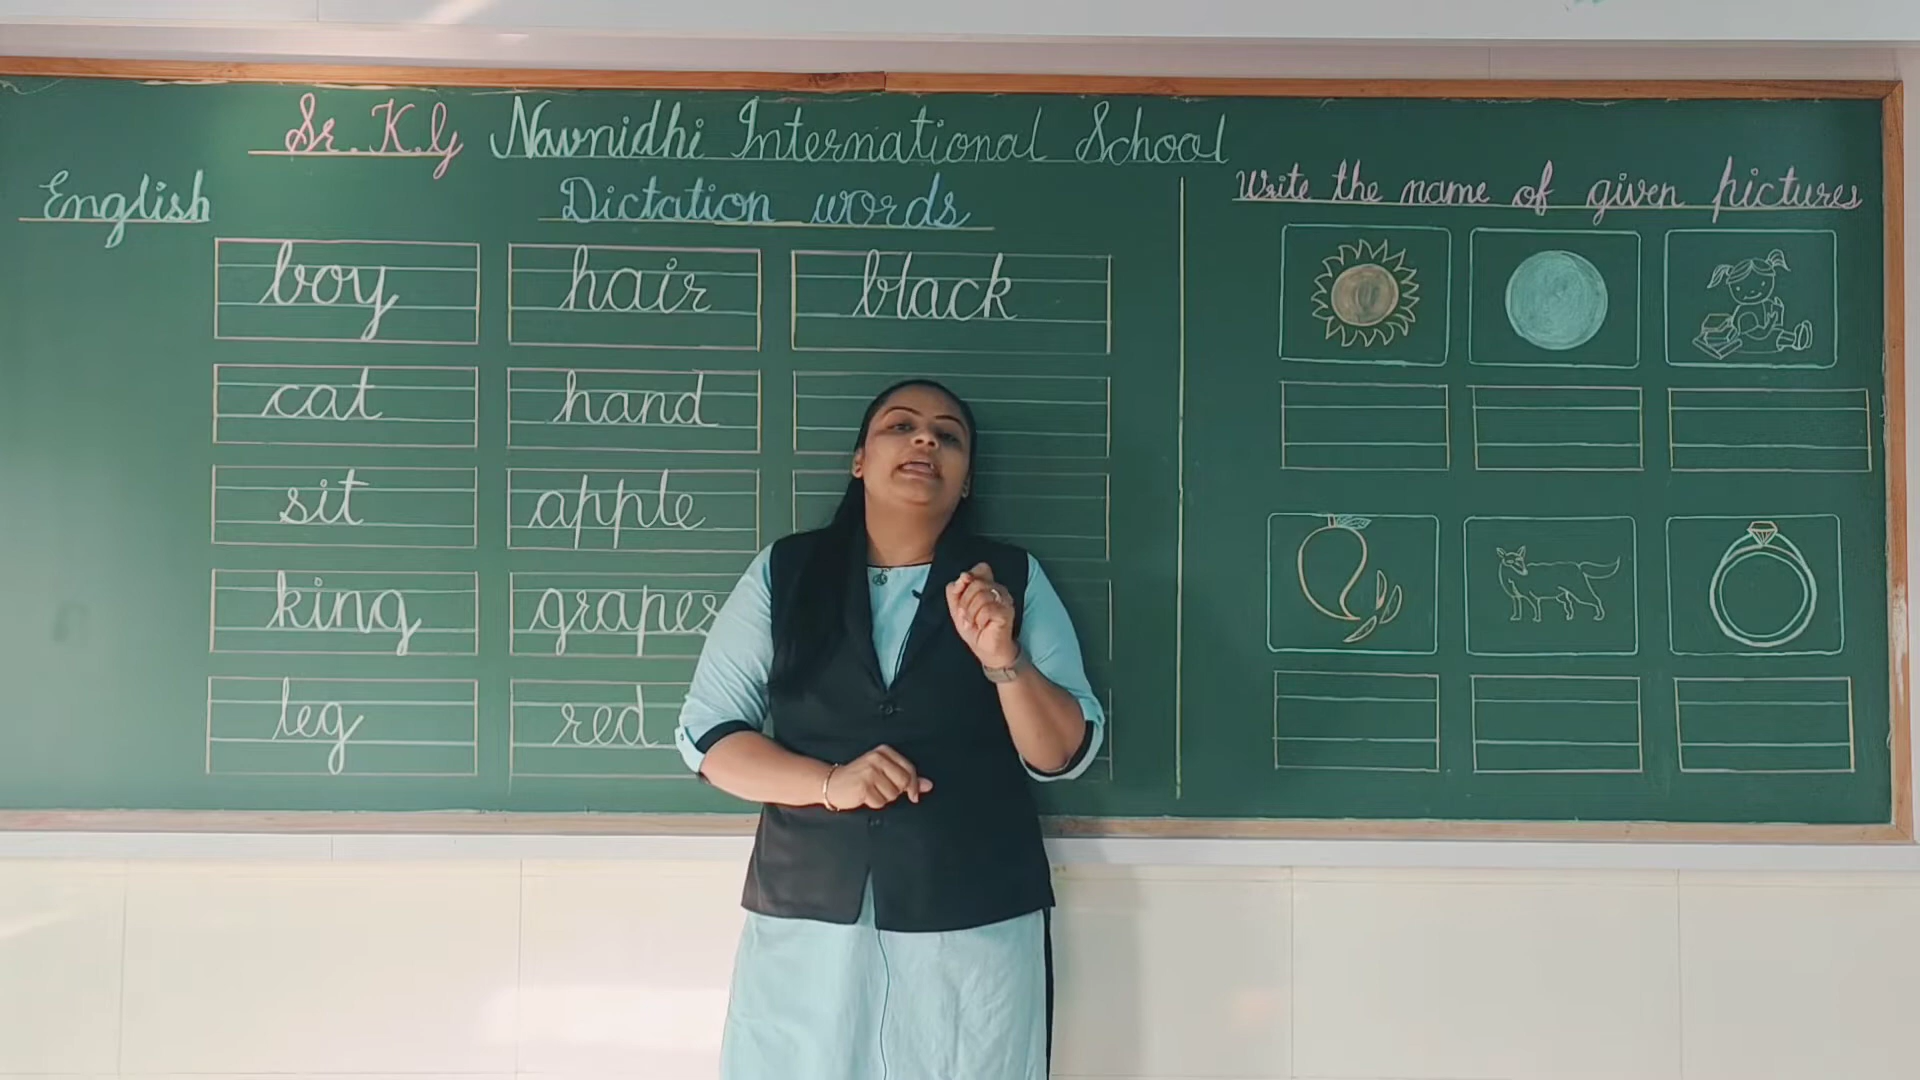 Sr. K.G Navnidhi International School
English
Dictation words
boy hair black
cat hand
sit apple
king grapes
leg red
Write the name of given pictures